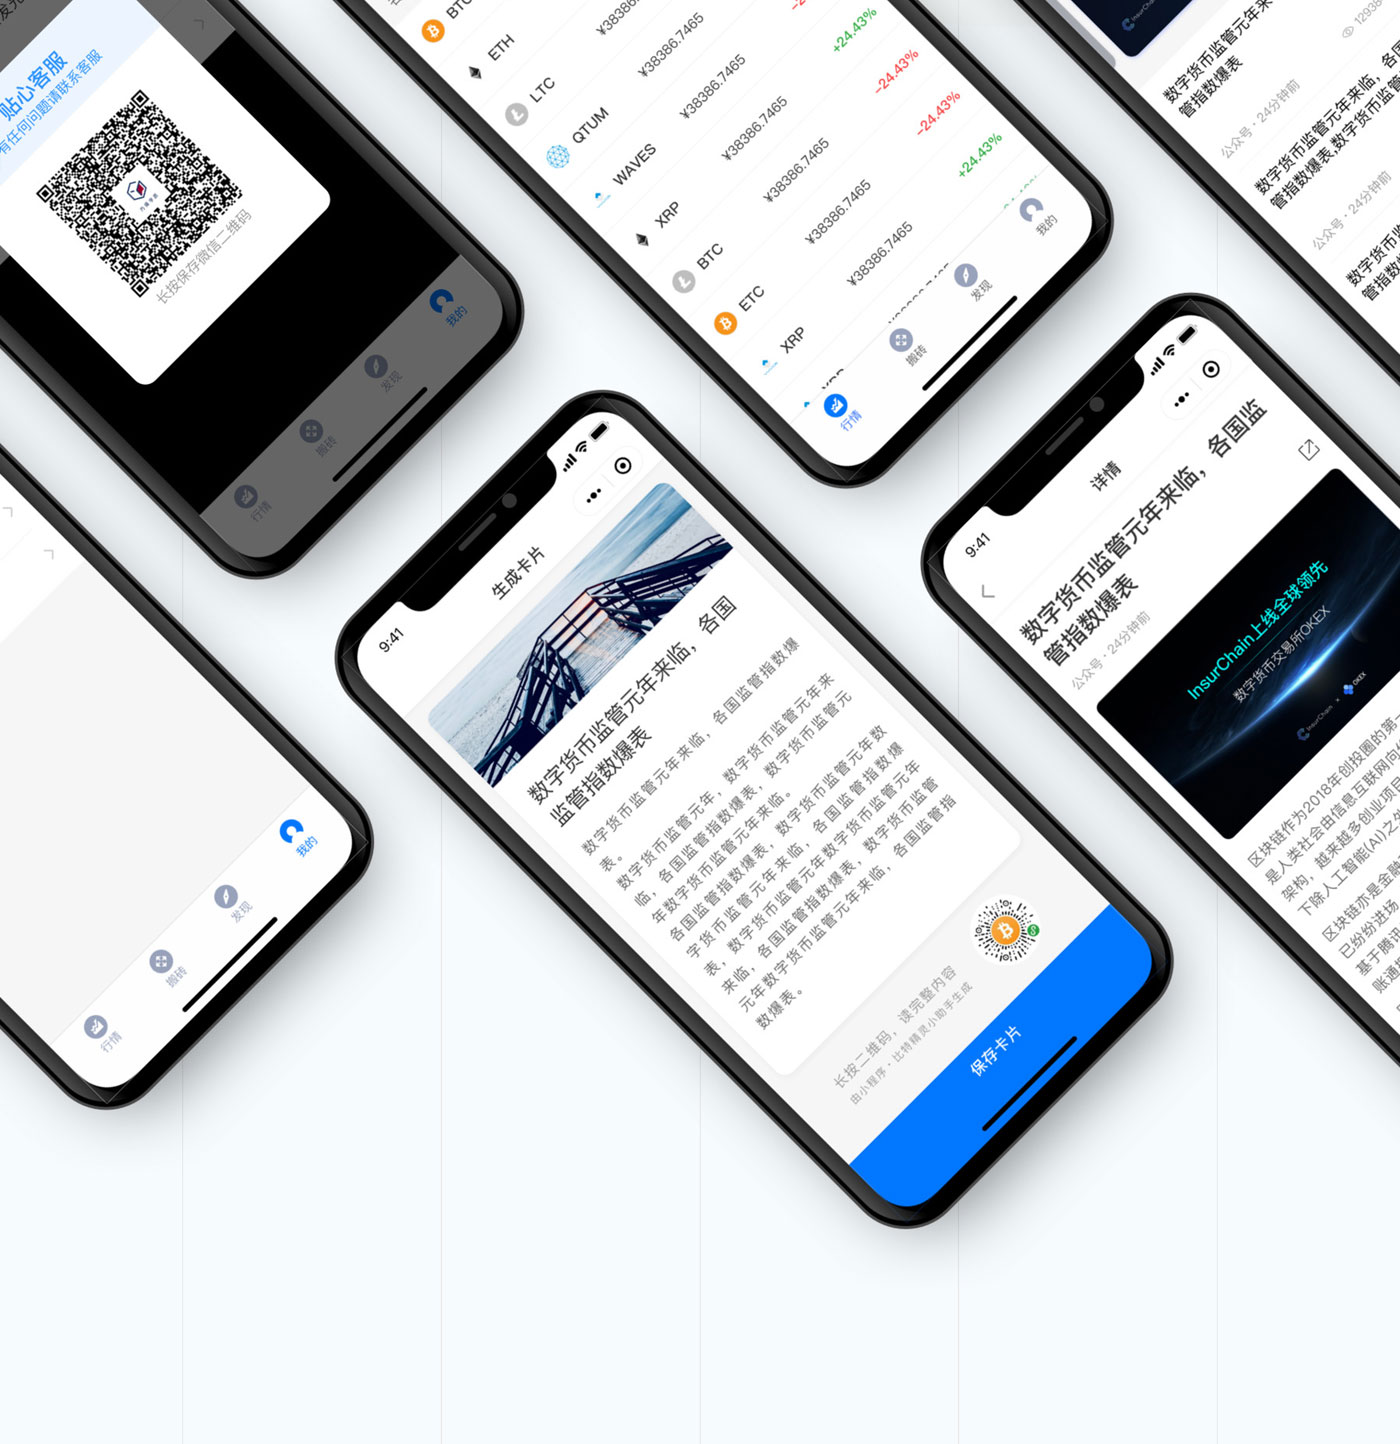 贴心客服
有任何问题请联系客服
长按保存微信二维码
行情
搬砖
发现
我的
BTC
ETH
¥38386.7465
LTC
¥38386.7465
+24.43%
QTUM
¥38386.7465
-24.43%
WAVES
¥38386.7465
-24.43%
XRP
¥38386.7465
+24.43%
BTC
¥38386.7465
ETC
¥38386.7465
XRP
行情
搬砖
发现
我的
数字货币监管元年来临，各
管指数爆表
公众号 · 24分钟前
数字货币监管元年来临，各国
管指数爆表,数字货币监管
公众号 · 24分钟前
数字货币监
管指数爆
行情
搬砖
发现
我的
9:41
生成卡片
数字货币监管元年来临，各国
监管指数爆表
数字货币监管元年来临，各国监管指数爆
表。
数字货币监管元年，数字货币监管元年来
临，各国监管指数爆表，数字货币监管元
年数字货币监管元年来临。
各国监管指数爆表，数字货币监管元年数
字货币监管元年来临，各国监管指数爆
表，数字货币监管元年数字货币监管元年
来临，各国监管指数爆表，数字货币监管
元年数字货币监管元年来临，各国监管指
数爆表。
长按二维码，读完整内容
由小程序 · 比特精灵小助手生成
保存卡片
9:41
详情
数字货币监管元年来临，各国监
管指数爆表
公众号 · 24分钟前
InsurChain上线全球领先
数字货币交易所OKEX
InsurChain × OKEX
区块链作为2018年创投圈的第
是人类社会由信息互联网向
架构，越来越多创业项目
下除人工智能(AI)之
区块链亦是金融
已纷纷进场
基于腾讯
账通